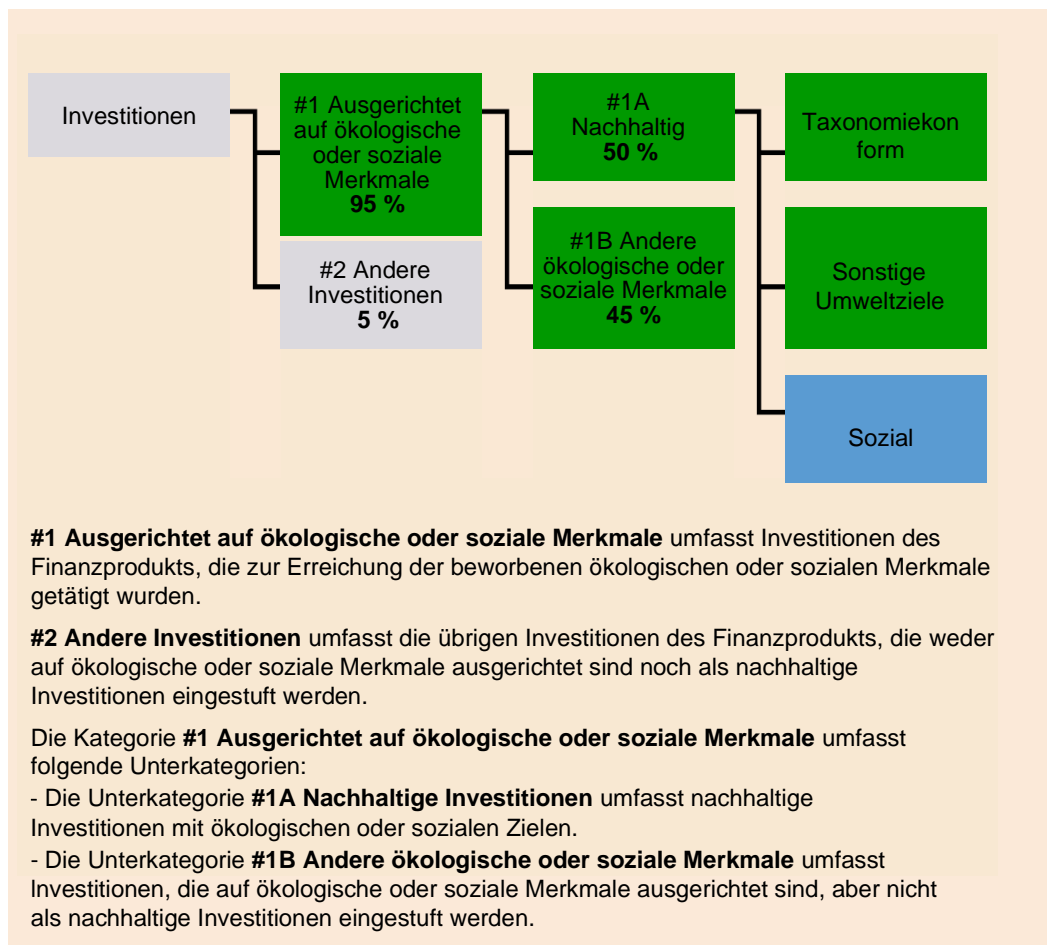 Investitionen
#1 Ausgerichtet
auf ökologische
oder soziale
Merkmale
95 %
#2 Andere
Investitionen
5 %
#1A
Nachhaltig
50 %
#1B Andere
ökologische oder
soziale Merkmale
45 %
Taxonomiekon
form
Sonstige
Umweltziele
Sozial
#1 Ausgerichtet auf ökologische oder soziale Merkmale umfasst Investitionen des
Finanzprodukts, die zur Erreichung der beworbenen ökologischen oder sozialen Merkmale
getätigt wurden.
#2 Andere Investitionen umfasst die übrigen Investitionen des Finanzprodukts, die weder
auf ökologische oder soziale Merkmale ausgerichtet sind noch als nachhaltige
Investitionen eingestuft werden.
Die Kategorie #1 Ausgerichtet auf ökologische oder soziale Merkmale umfasst
folgende Unterkategorien:
- Die Unterkategorie #1A Nachhaltige Investitionen umfasst nachhaltige
Investitionen mit ökologischen oder sozialen Zielen.
- Die Unterkategorie #1B Andere ökologische oder soziale Merkmale umfasst
Investitionen, die auf ökologische oder soziale Merkmale ausgerichtet sind, aber nicht
als nachhaltige Investitionen eingestuft werden.